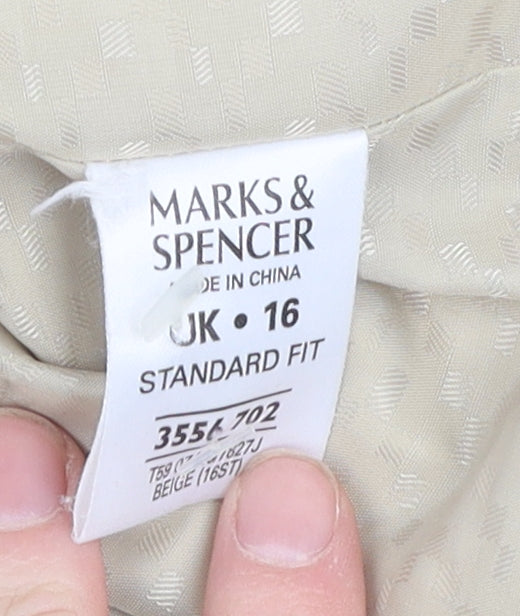 MARKS &
SPENCER
IN CHINA
UK • 16
STANDARD FIT
BEIGE (16ST)